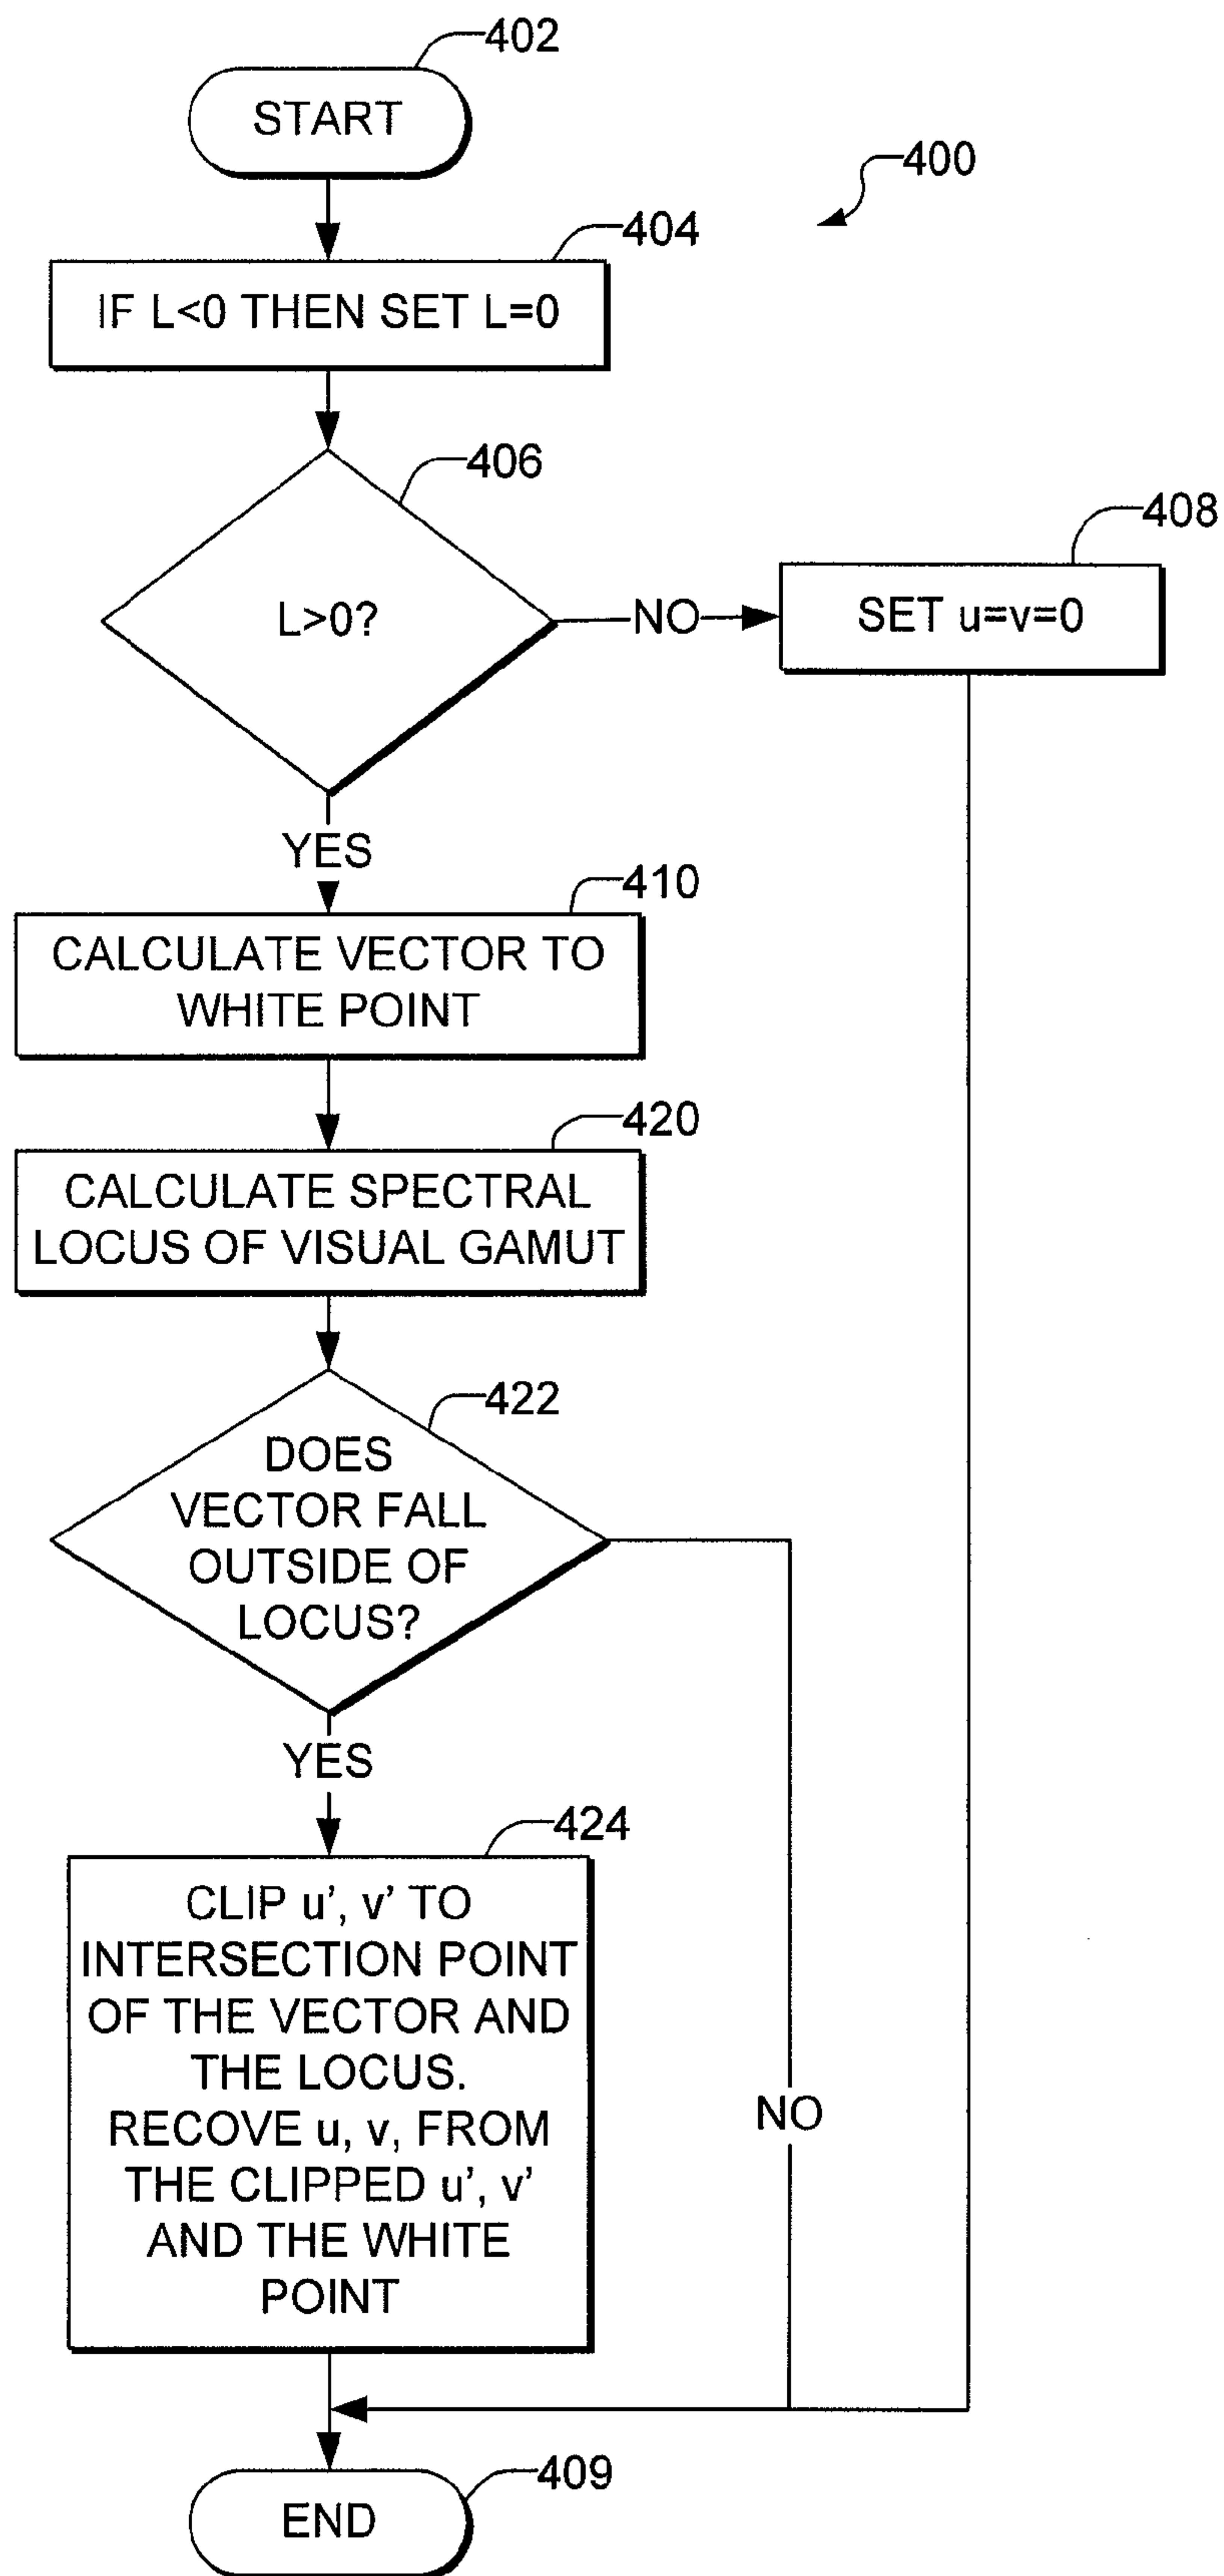 402
START
400
404
IF L<0 THEN SET L=0
406
L>0?
NO
408
SET u=v=0
YES
410
CALCULATE VECTOR TO
WHITE POINT
420
CALCULATE SPECTRAL
LOCUS OF VISUAL GAMUT
422
DOES
VECTOR FALL
OUTSIDE OF
LOCUS?
YES
NO
424
CLIP u’, v’ TO
INTERSECTION POINT
OF THE VECTOR AND
THE LOCUS.
RECOVE u, v, FROM
THE CLIPPED u’, v’
AND THE WHITE
POINT
409
END